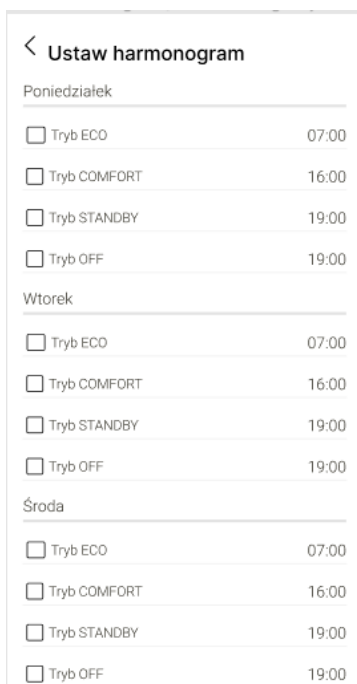 Ustaw harmonogram
Poniedziałek
Tryb ECO 07:00
Tryb COMFORT 16:00
Tryb STANDBY 19:00
Tryb OFF 19:00
Wtorek
Tryb ECO 07:00
Tryb COMFORT 16:00
Tryb STANDBY 19:00
Tryb OFF 19:00
Środa
Tryb ECO 07:00
Tryb COMFORT 16:00
Tryb STANDBY 19:00
Tryb OFF 19:00